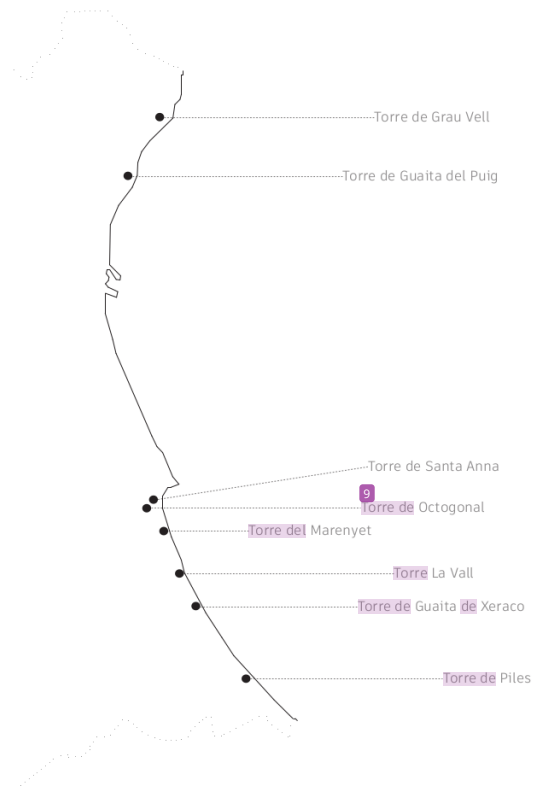 Torre de Grau Vell
Torre de Guaita del Puig
Torre de Santa Anna
9
Torre de Octogonal
Torre del Marenyet
Torre La Vall
Torre de Guaita de Xeraco
Torre de Piles